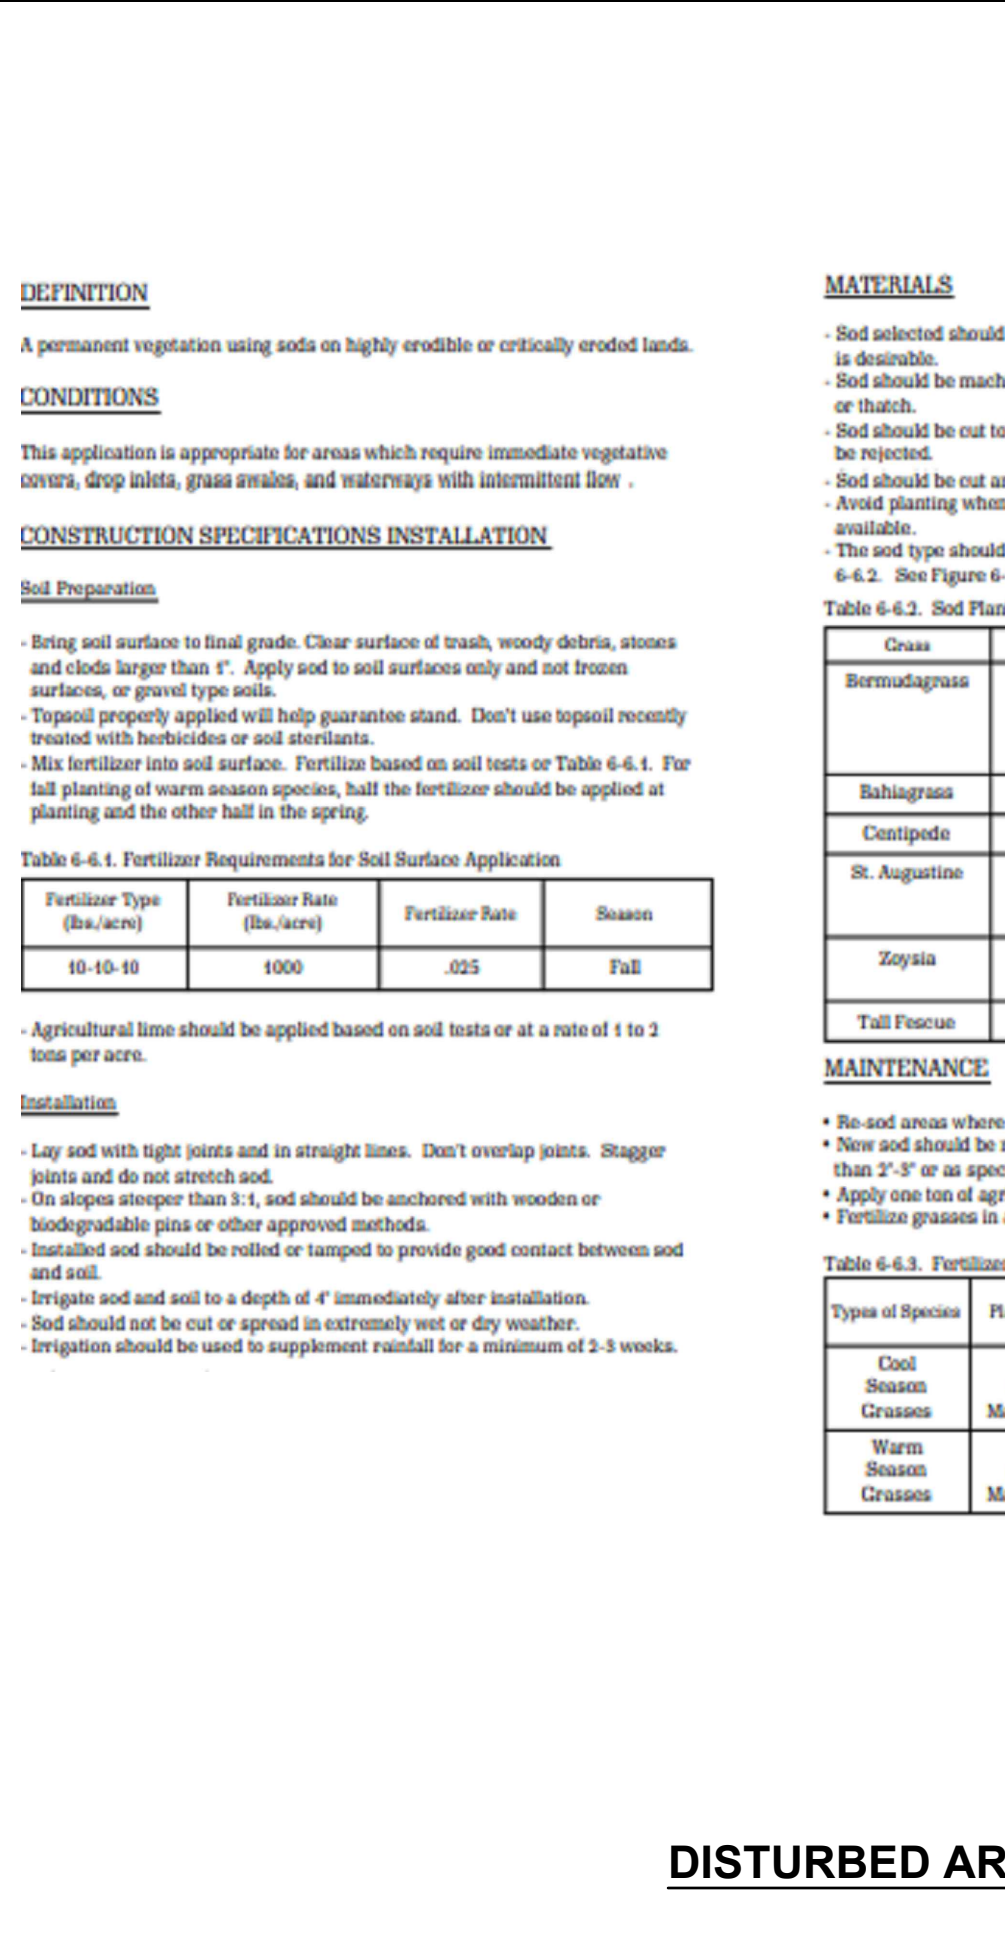 DEFINITION
A permanent vegetation using sods on highly erodible or critically eroded lands.
CONDITIONS
This application is appropriate for areas which require immediate vegetative
covers, drop inlets, grass swales, and waterways with intermittent flow .
CONSTRUCTION SPECIFICATIONS INSTALLATION
Soil Preparation
- Bring soil surface to final grade. Clear surface of trash, woody debris, stones
and clods larger than 1". Apply sod to soil surfaces only and not frozen
surfaces, or gravel type soils.
- Topsoil properly applied will help guarantee stand. Don't use topsoil recently
treated with herbicides or soil sterilants.
- Mix fertilizer into soil surface. Fertilize based on soil tests or Table 6-6.1. For
fall planting of warm season species, half the fertilizer should be applied at
planting and the other half in the spring.
Table 6-6.1. Fertilizer Requirements for Soil Surface Application
Fertilizer Type
(lbs./acre)
Fertilizer Rate
(lbs./acre)
Fertilizer Rate
Season
10-10-10
1000
.025
Fall
- Agricultural lime should be applied based on soil tests or at a rate of 1 to 2
tons per acre.
Installation
- Lay sod with tight joints and in straight lines. Don't overlap joints. Stagger
joints and do not stretch sod.
- On slopes steeper than 3:1, sod should be anchored with wooden or
biodegradable pins or other approved methods.
- Installed sod should be rolled or tamped to provide good contact between sod
and soil.
- Irrigate sod and soil to a depth of 4" immediately after installation.
- Sod should not be cut or spread in extremely wet or dry weather.
- Irrigation should be used to supplement rainfall for a minimum of 2-3 weeks.
MATERIALS
- Sod selected should
is desirable.
- Sod should be mach
or thatch.
- Sod should be cut to
be rejected.
- Sod should be cut an
- Avoid planting when
available.
- The sod type should
6-6.2. See Figure 6-
Table 6-6.2. Sod Plan
Grass
Bermudagrass
Bahiagrass
Centipede
St. Augustine
Zoysia
Tall Fescue
MAINTENANCE
• Re-sod areas where
• New sod should be
than 2"-3" or as spec
• Apply one ton of agr
• Fertilize grasses in
Table 6-6.3. Fertilizer
Types of Species
Pl
Cool
Season
Grasses
Ma
Warm
Season
Grasses
Ma
DISTURBED AR